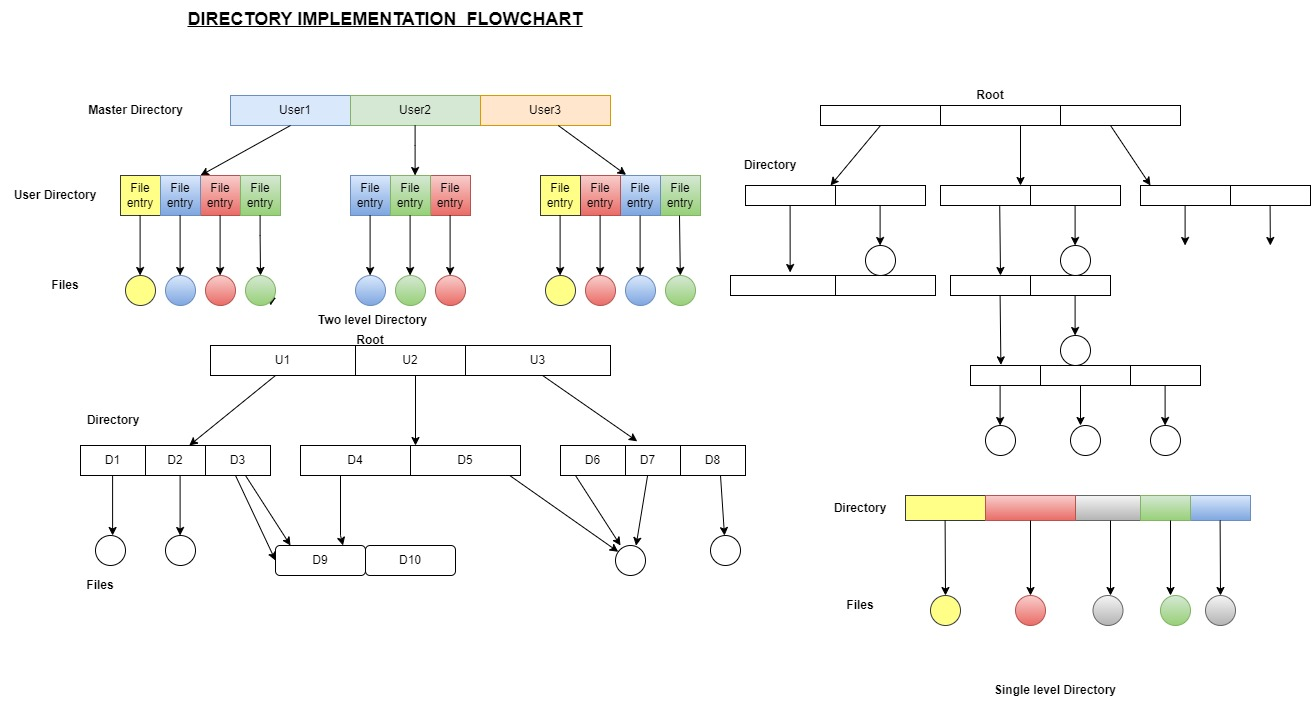 DIRECTORY IMPLEMENTATION FLOWCHART
Master Directory
User1
User2
User3
User Directory
File
entry
File
entry
File
entry
File
entry
File
entry
File
entry
File
entry
File
entry
File
entry
File
entry
File
entry
Files
Two level Directory
Root
U1
U2
U3
Directory
D1
D2
D3
D4
D5
D6
D7
D8
D9
D10
Files
Root
Directory
Directory
Files
Single level Directory